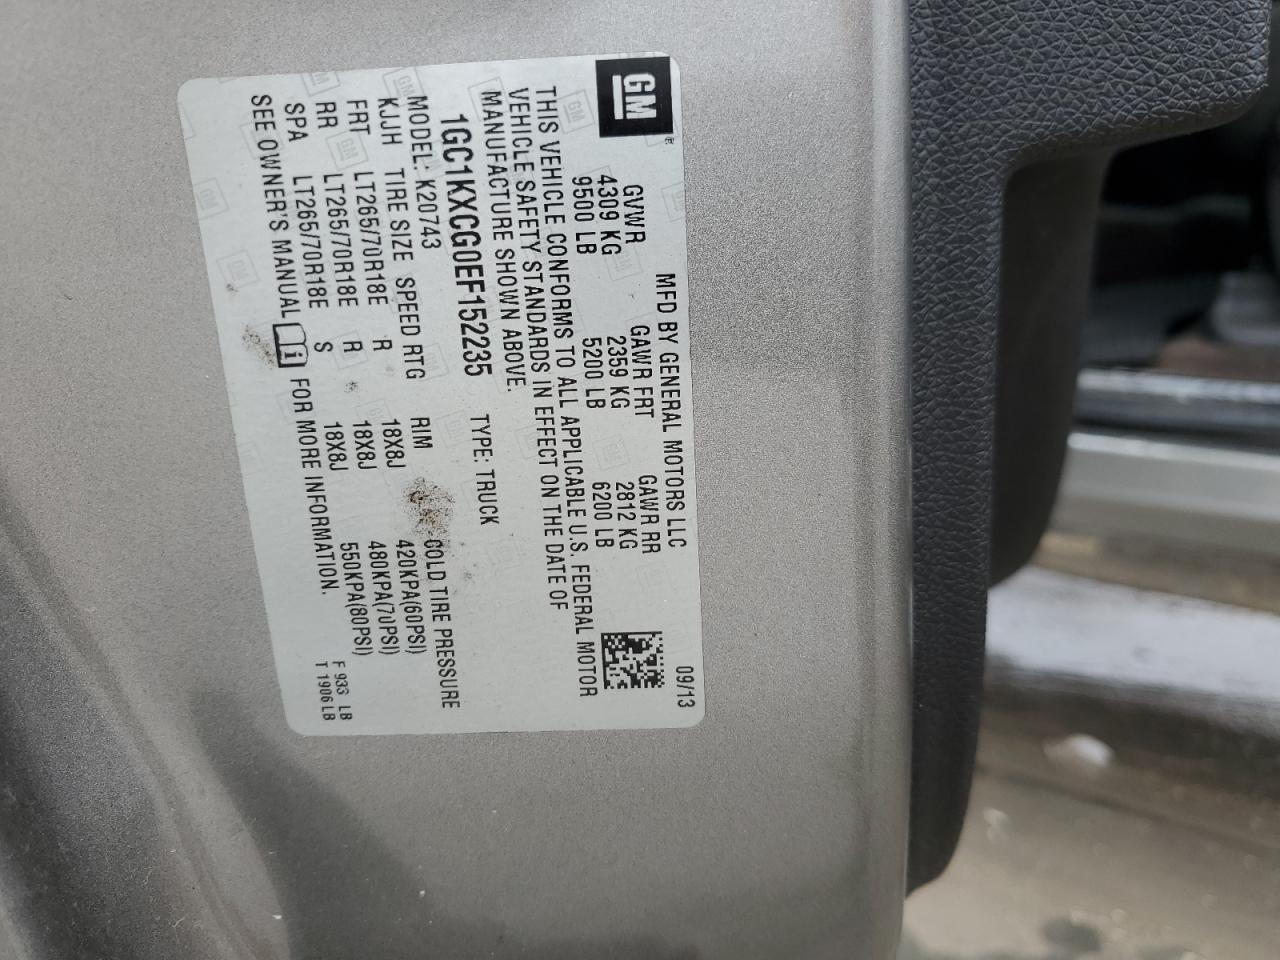 GM
MFD BY GENERAL MOTORS LLC 09/13
GVWR GAWR FRT GAWR RR
4309 KG 2359 KG 2812 KG
9500 LB 5200 LB 6200 LB
THIS VEHICLE CONFORMS TO ALL APPLICABLE U.S. FEDERAL MOTOR
VEHICLE SAFETY STANDARDS IN EFFECT ON THE DATE OF
MANUFACTURE SHOWN ABOVE.
1GC1KXCG0EF152235 TYPE: TRUCK
MODEL: K20743
KJJH TIRE SIZE SPEED RTG RIM COLD TIRE PRESSURE
FRT LT265/70R18E R 18X8J 420KPA(60PSI)
RR LT265/70R18E R 18X8J 480KPA(70PSI)
SPA LT265/70R18E S 18X8J 550KPA(80PSI)
SEE OWNER'S MANUAL FOR MORE INFORMATION.
F 933 LB
T 1906 LB